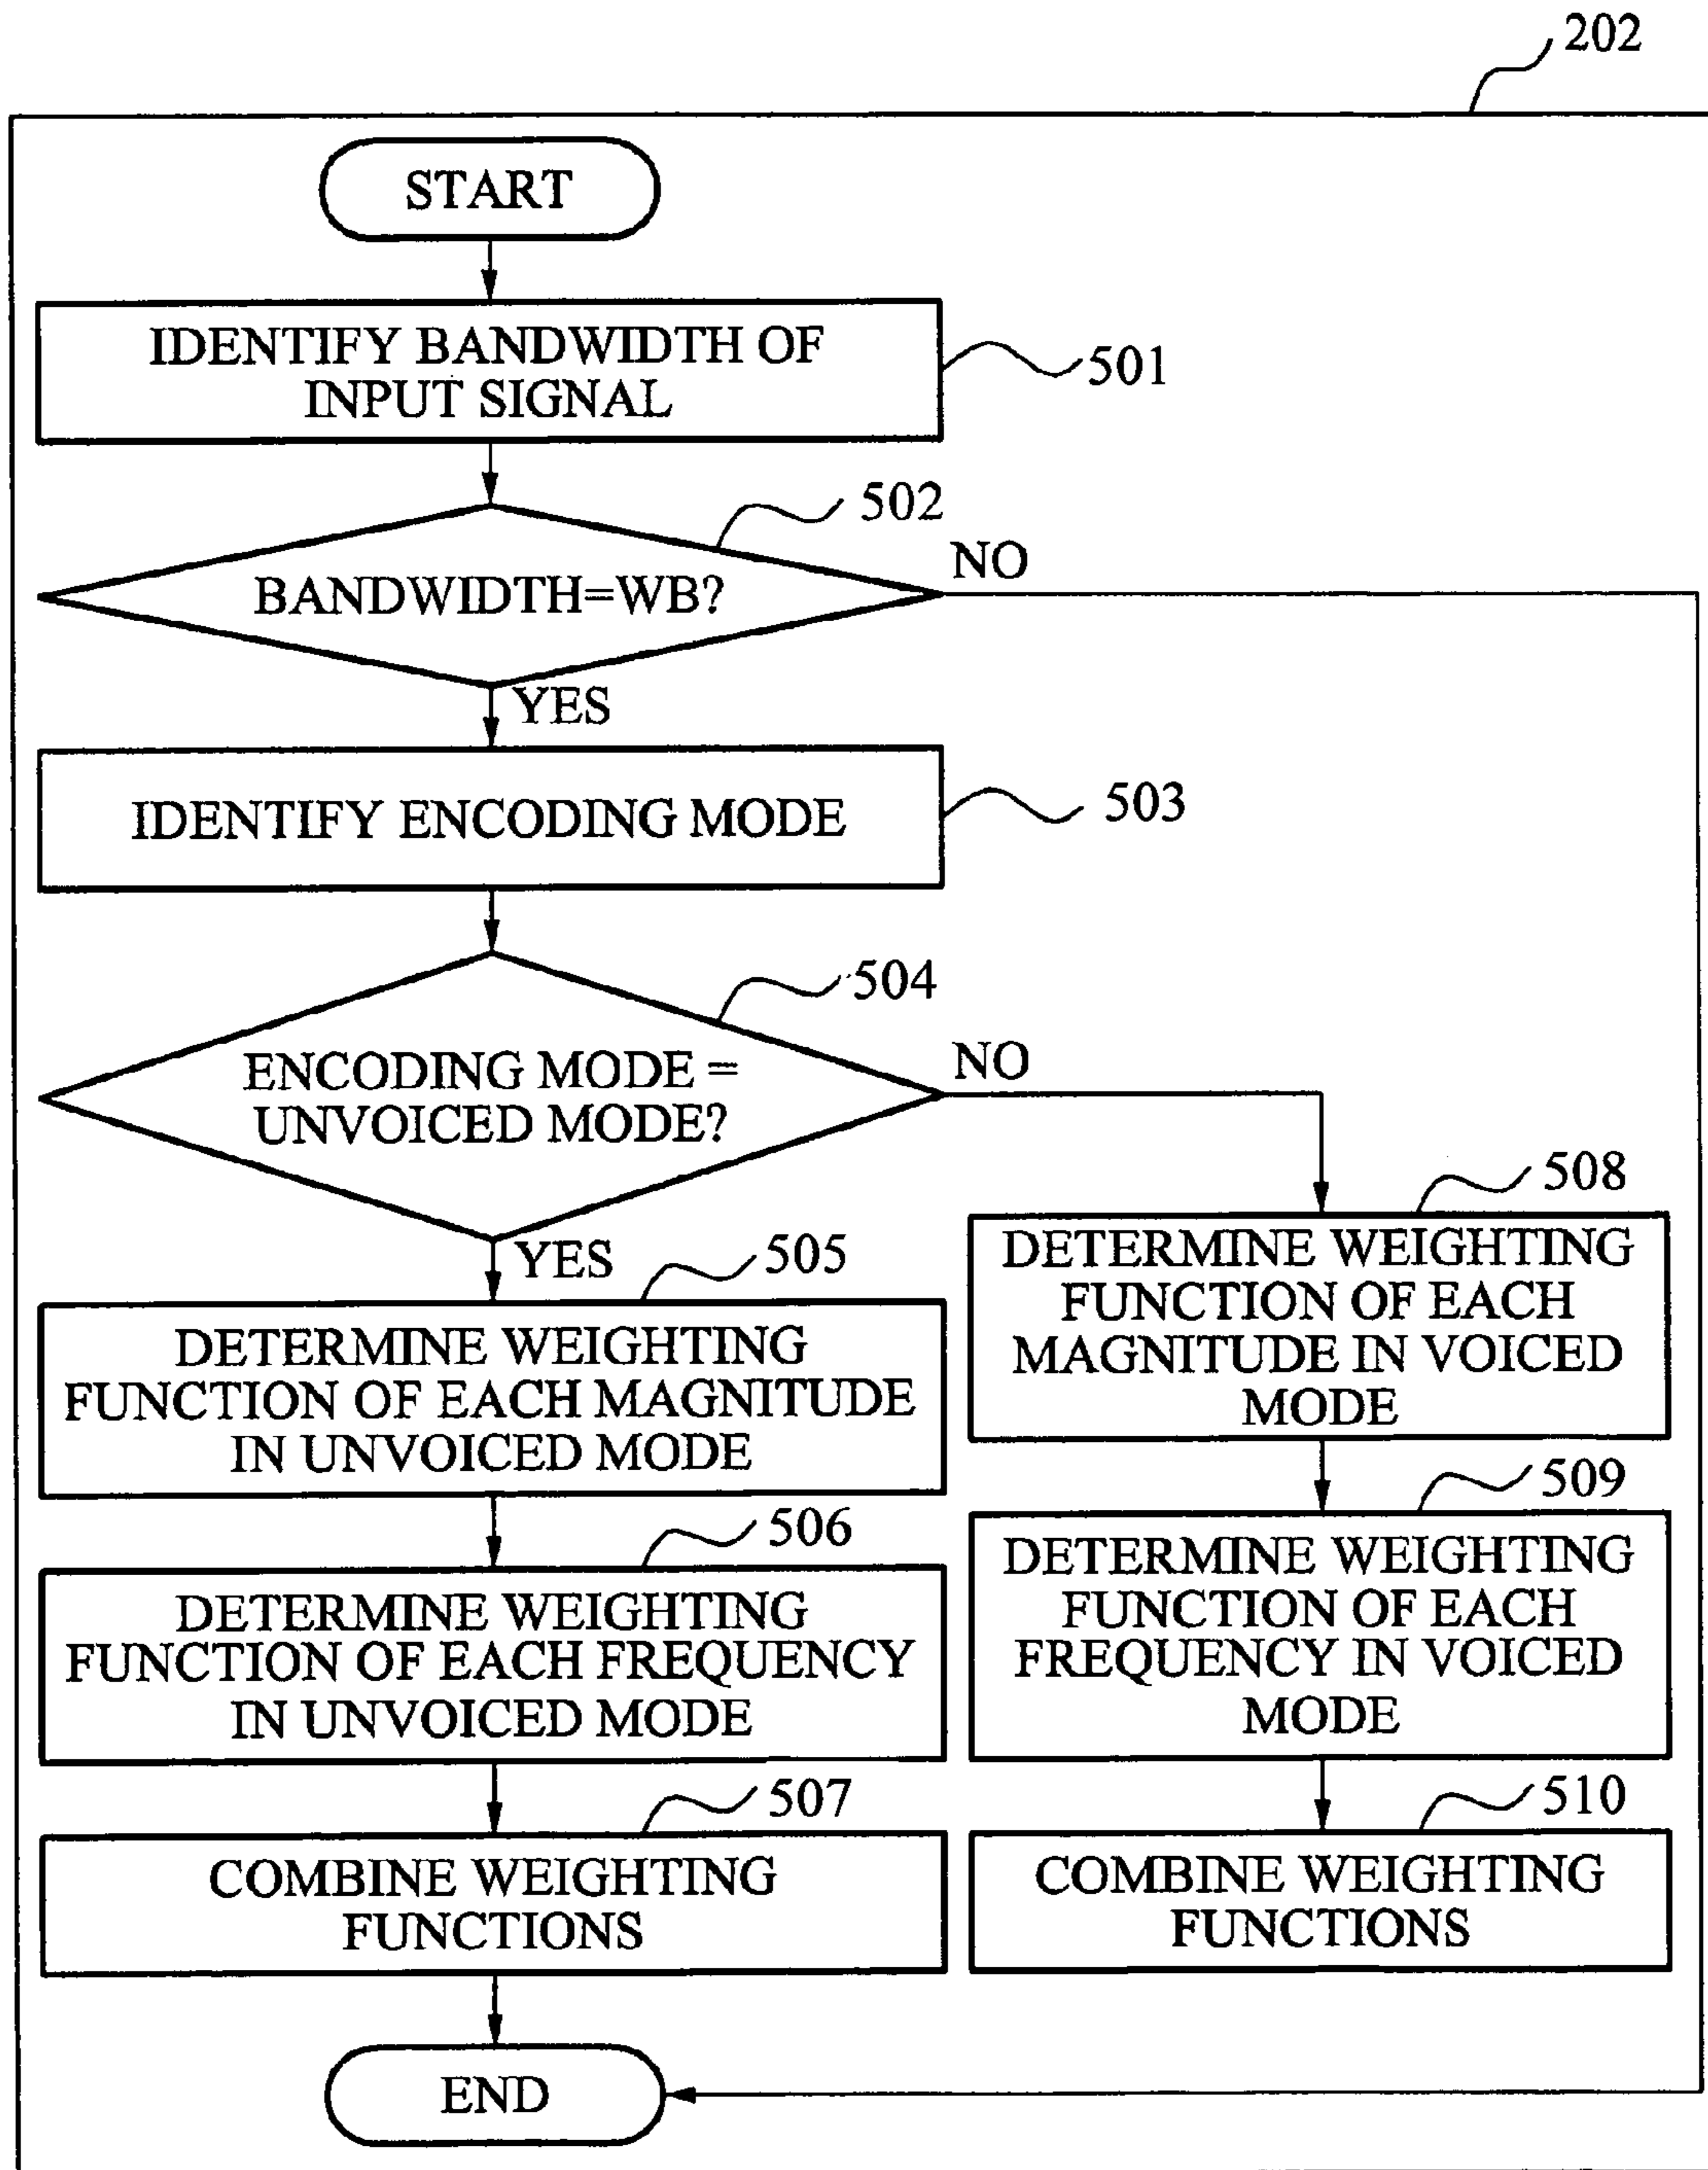 202
START
IDENTIFY BANDWIDTH OF
INPUT SIGNAL
501
502
BANDWIDTH=WB?
NO
YES
IDENTIFY ENCODING MODE
503
504
ENCODING MODE =
UNVOICED MODE?
NO
YES
505
DETERMINE WEIGHTING
FUNCTION OF EACH MAGNITUDE
IN UNVOICED MODE
506
DETERMINE WEIGHTING
FUNCTION OF EACH FREQUENCY
IN UNVOICED MODE
507
COMBINE WEIGHTING
FUNCTIONS
508
DETERMINE WEIGHTING
FUNCTION OF EACH
MAGNITUDE IN VOICED
MODE
509
DETERMINE WEIGHTING
FUNCTION OF EACH
FREQUENCY IN VOICED
MODE
510
COMBINE WEIGHTING
FUNCTIONS
END